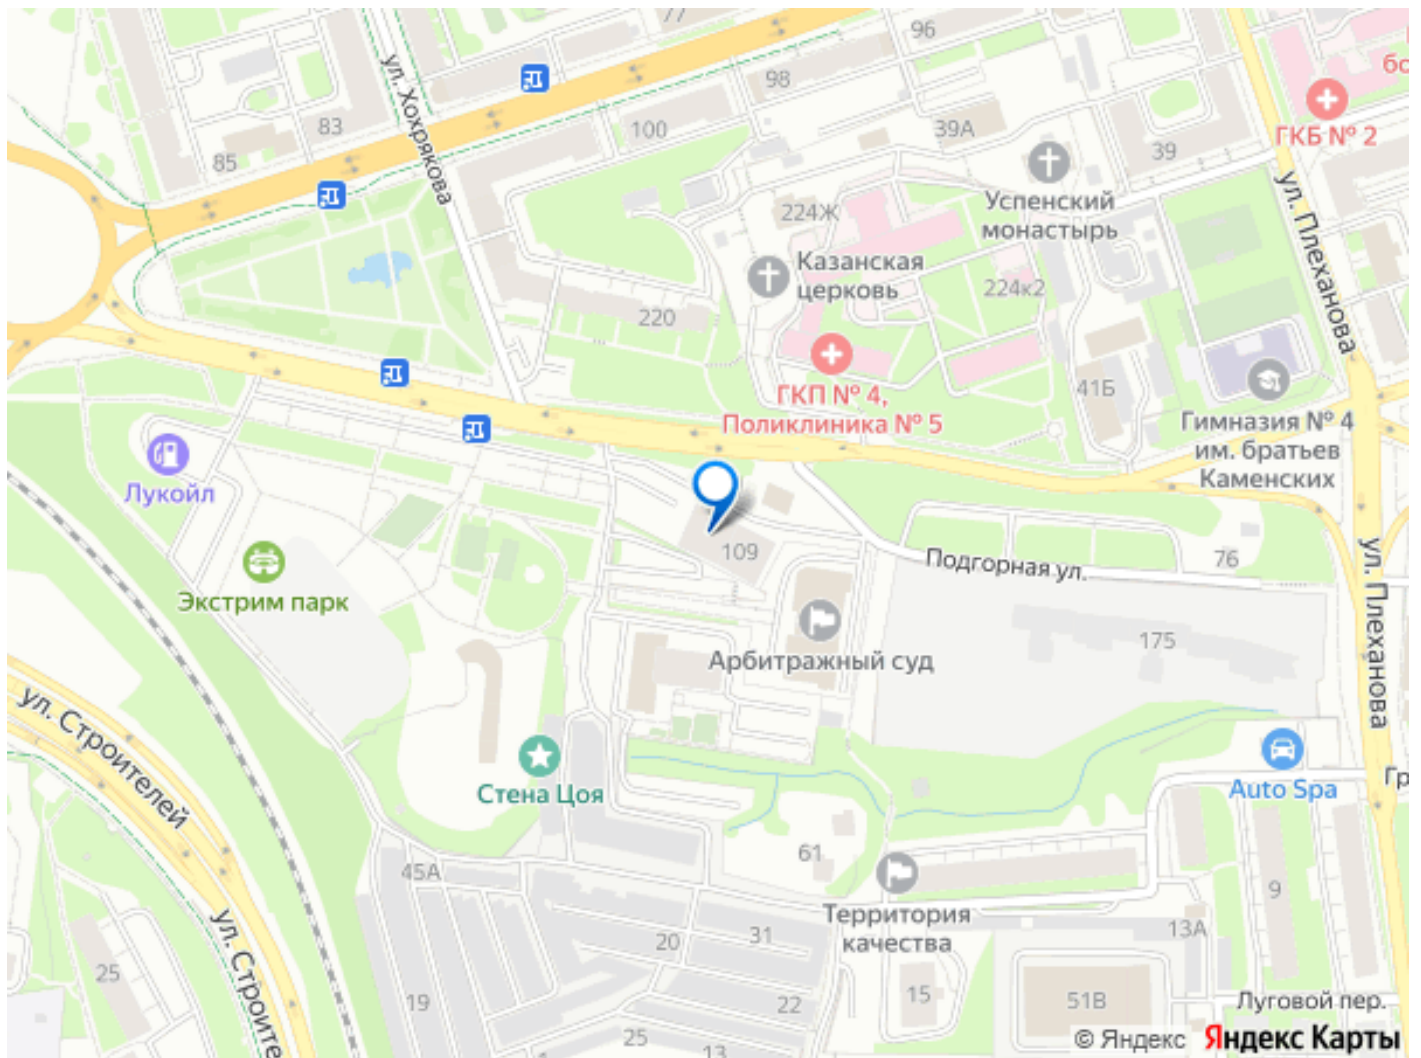 77
96
98
бо
ул. Хохрякова
83
100
39А
39
ГКБ № 2
85
Успенский
монастырь
224Ж
ул. Плеханова
Казанская
церковь
224к2
220
ГКП № 4,
Поликлиника № 5
41Б
Гимназия № 4
им. братьев
Каменских
Лукойл
109
Подгорная ул.
76
ул. Плеханова
Экстрим парк
Арбитражный суд
175
ул. Строителей
Стена Цоя
Auto Spa
Гр
61
45А
9
Территория
качества
13А
ул. Строите
20
31
25
19
22
15
51В
Луговой пер.
25
13
© Яндекс Яндекс Карты